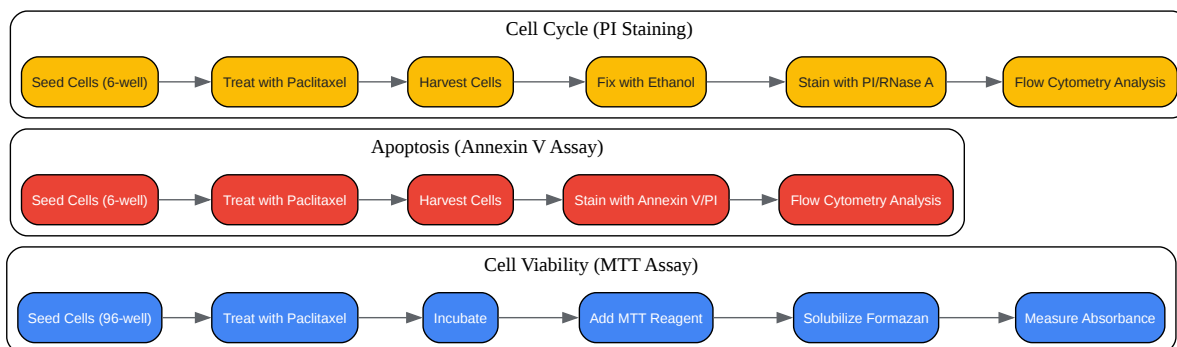 Cell Cycle (PI Staining)
Seed Cells (6-well)
Treat with Paclitaxel
Harvest Cells
Fix with Ethanol
Stain with PI/RNase A
Flow Cytometry Analysis
Apoptosis (Annexin V Assay)
Seed Cells (6-well)
Treat with Paclitaxel
Harvest Cells
Stain with Annexin V/PI
Flow Cytometry Analysis
Cell Viability (MTT Assay)
Seed Cells (96-well)
Treat with Paclitaxel
Incubate
Add MTT Reagent
Solubilize Formazan
Measure Absorbance